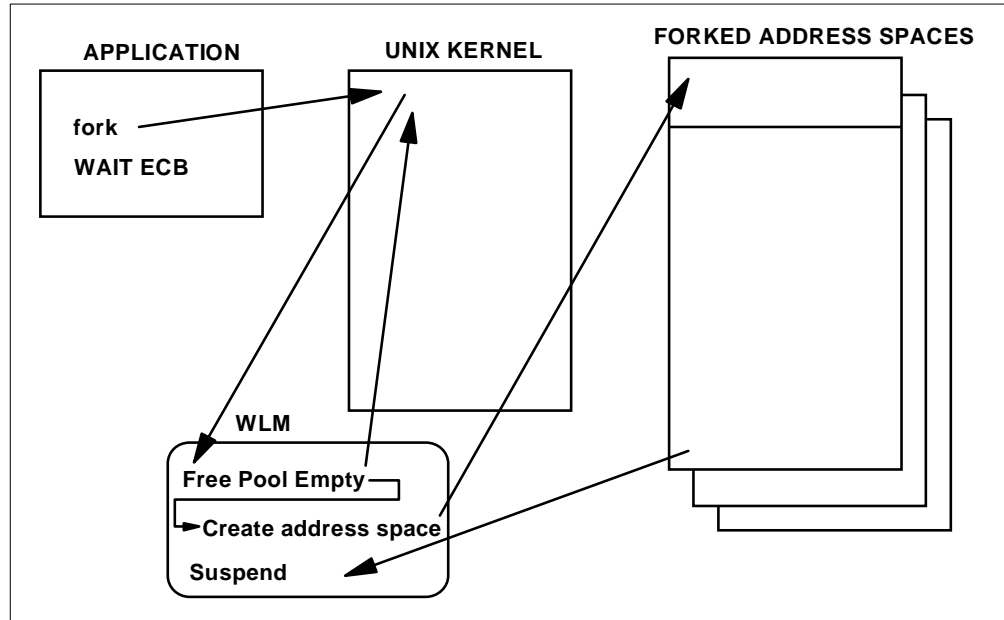 APPLICATION
UNIX KERNEL
FORKED ADDRESS SPACES
fork
WAIT ECB
WLM
Free Pool Empty
Create address space
Suspend